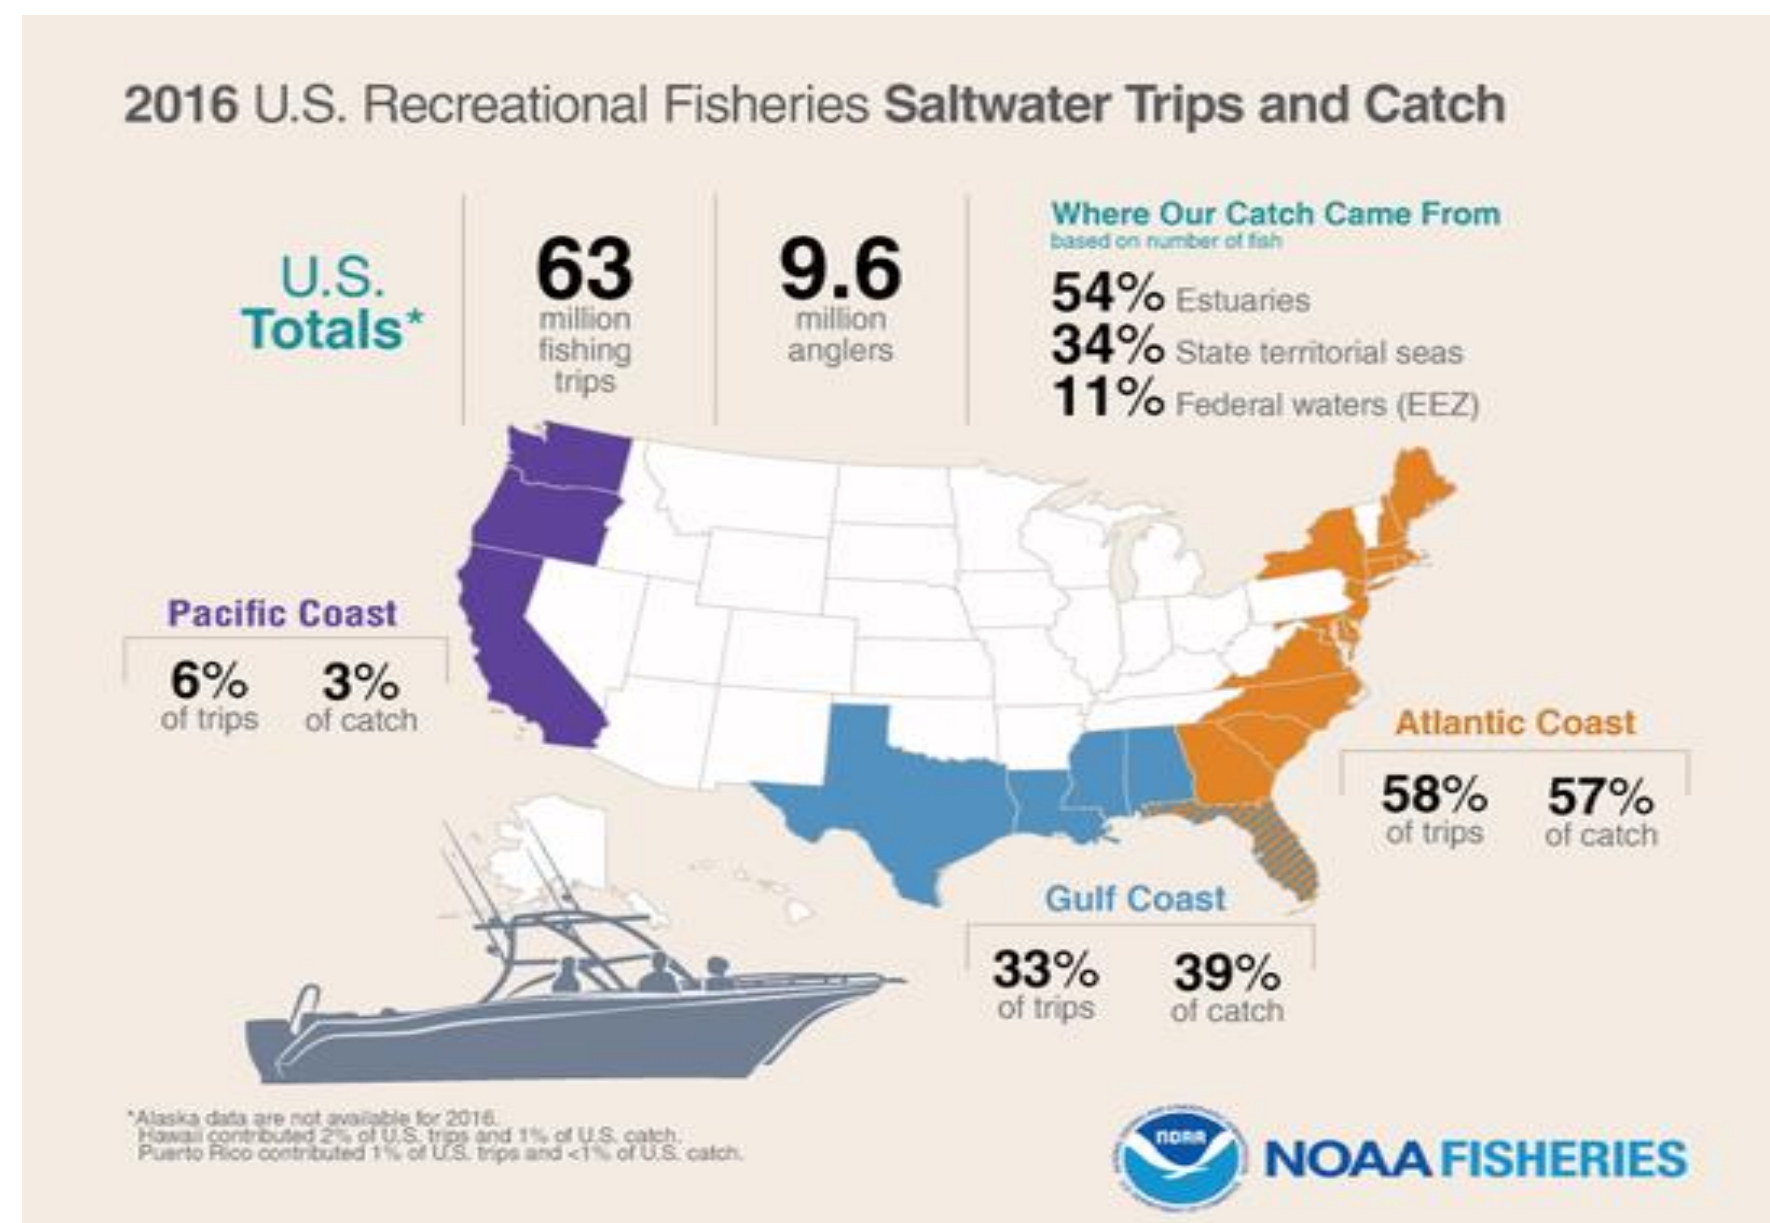 2016 U.S. Recreational Fisheries Saltwater Trips and Catch
U.S.
Totals*
63
million
fishing
trips
9.6
million
anglers
Where Our Catch Came From
based on number of fish
54% Estuaries
34% State territorial seas
11% Federal waters (EEZ)
Pacific Coast
6%
of trips
3%
of catch
Atlantic Coast
58%
of trips
57%
of catch
Gulf Coast
33%
of trips
39%
of catch
*Alaska data are not available for 2016.
Hawaii contributed 2% of U.S. trips and 1% of U.S. catch.
Puerto Rico contributed 1% of U.S. trips and <1% of U.S. catch.
NOAA
NOAA FISHERIES